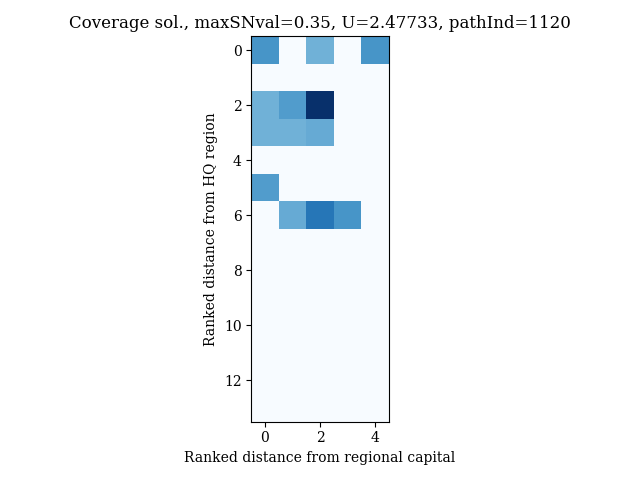 Coverage sol., maxSNval=0.35, U=2.47733, pathInd=1120
0
2
4
6
8
10
12
Ranked distance from HQ region
0 2 4
Ranked distance from regional capital